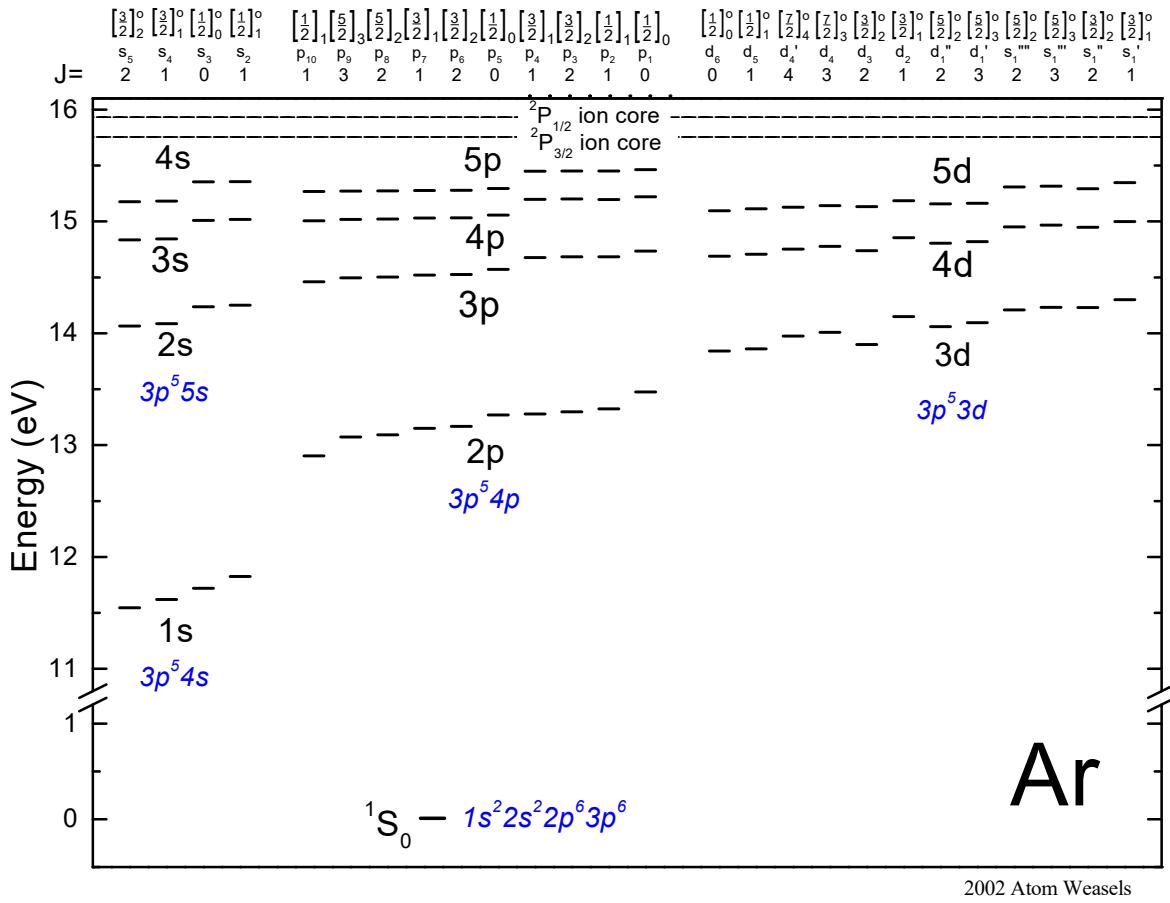 [3/2]°₂ [3/2]°₁ [1/2]°₀ [1/2]°₁ [1/2]₁ [5/2]₃ [5/2]₂ [3/2]₁ [3/2]₂ [1/2]₀ [3/2]₁ [3/2]₂ [1/2]₁ [1/2]₀ [1/2]°₀ [1/2]°₁ [7/2]°₄ [7/2]°₃ [3/2]°₂ [3/2]°₁ [5/2]°₂ [5/2]°₃ [5/2]°₂ [5/2]°₃ [3/2]°₂ [3/2]°₁
s₅ s₄ s₃ s₂ p₁₀ p₉ p₈ p₇ p₆ p₅ p₄ p₃ p₂ p₁ d₆ d₅ d₄' d₄ d₃ d₂ d₁" d₁' s₁"" s₁"' s₁" s₁'
J= 2 1 0 1 1 3 2 1 2 0 1 2 1 0 0 1 4 3 2 1 2 3 2 3 2 1
16
²P₁/₂ ion core
²P₃/₂ ion core
4s 5p 5d
15
3s 4p 4d
3p
14
2s 3d
3p⁵5s 3p⁵3d
13
2p
3p⁵4p
12
1s
3p⁵4s
11
Energy (eV)
1
Ar
0
¹S₀ 1s²2s²2p⁶3p⁶
2002 Atom Weasels